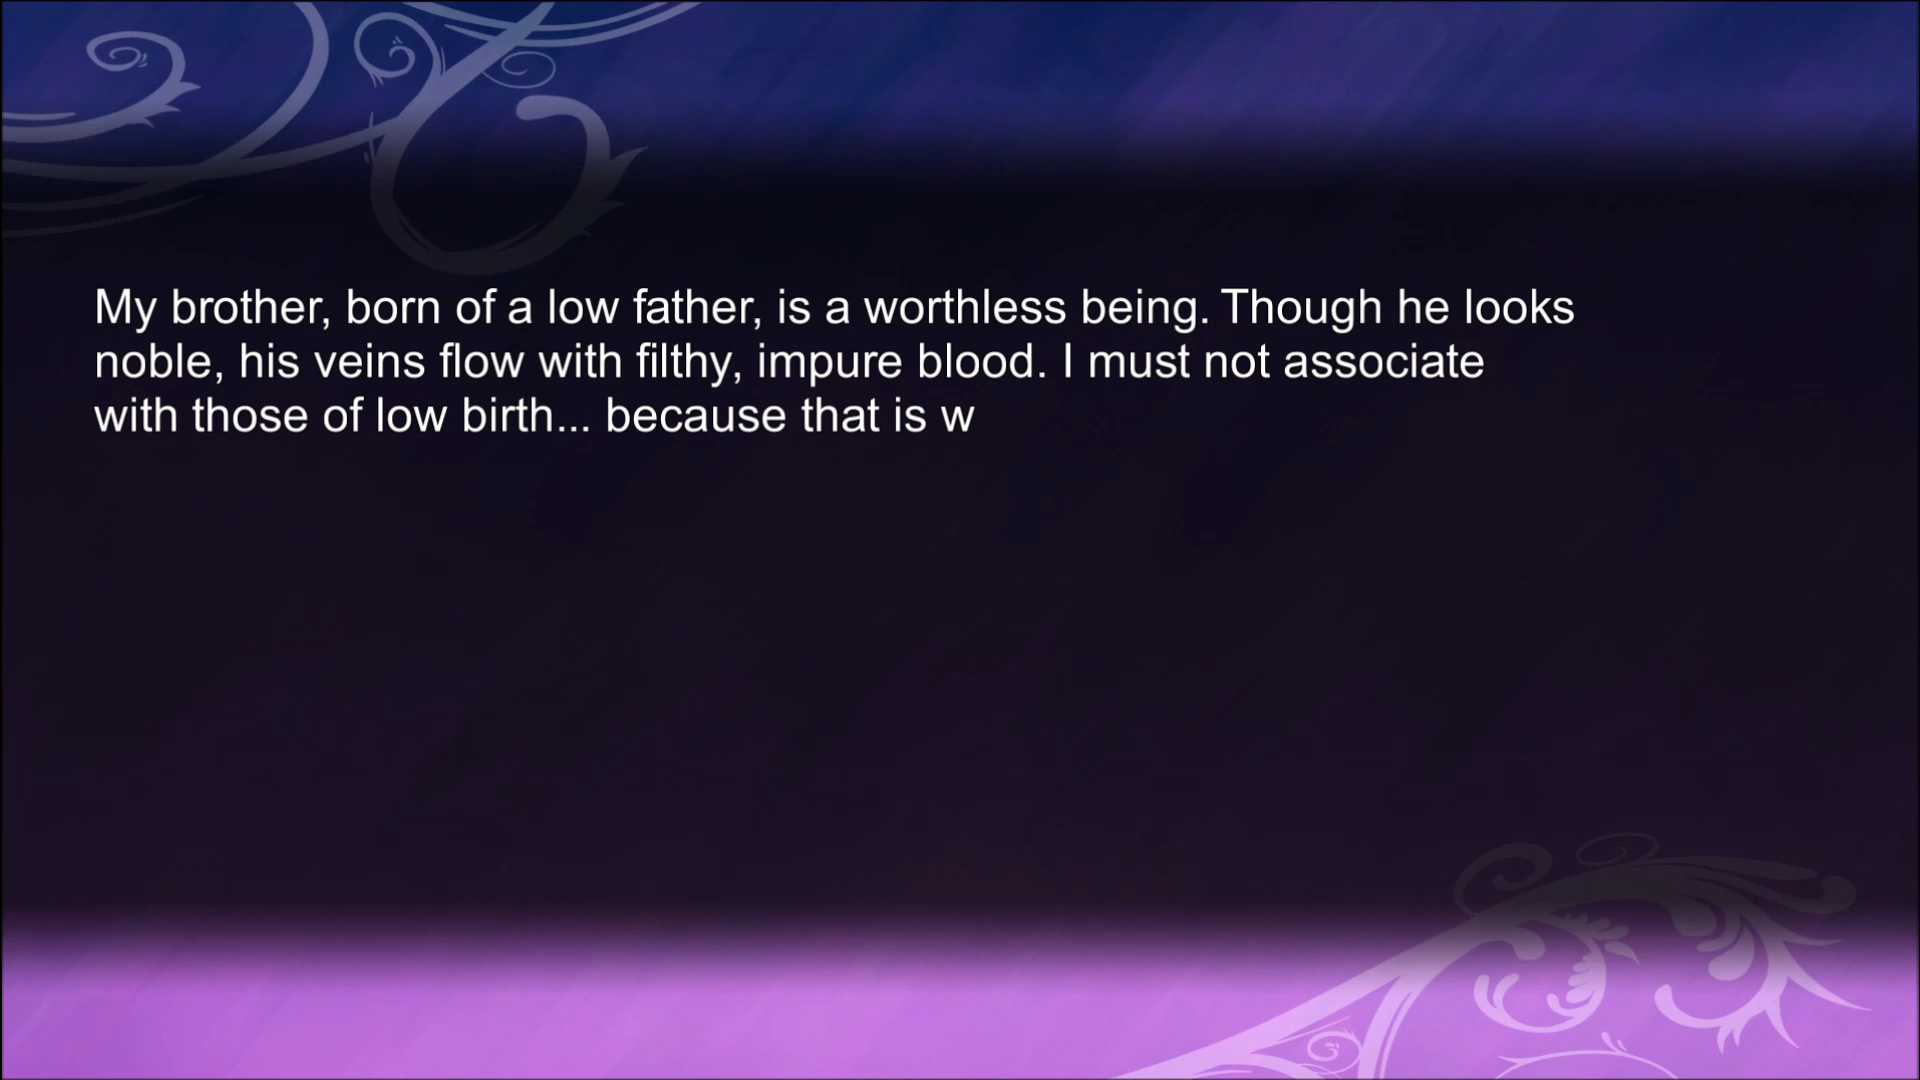 My brother, born of a low father, is a worthless being. Though he looks
noble, his veins flow with filthy, impure blood. I must not associate
with those of low birth... because that is w